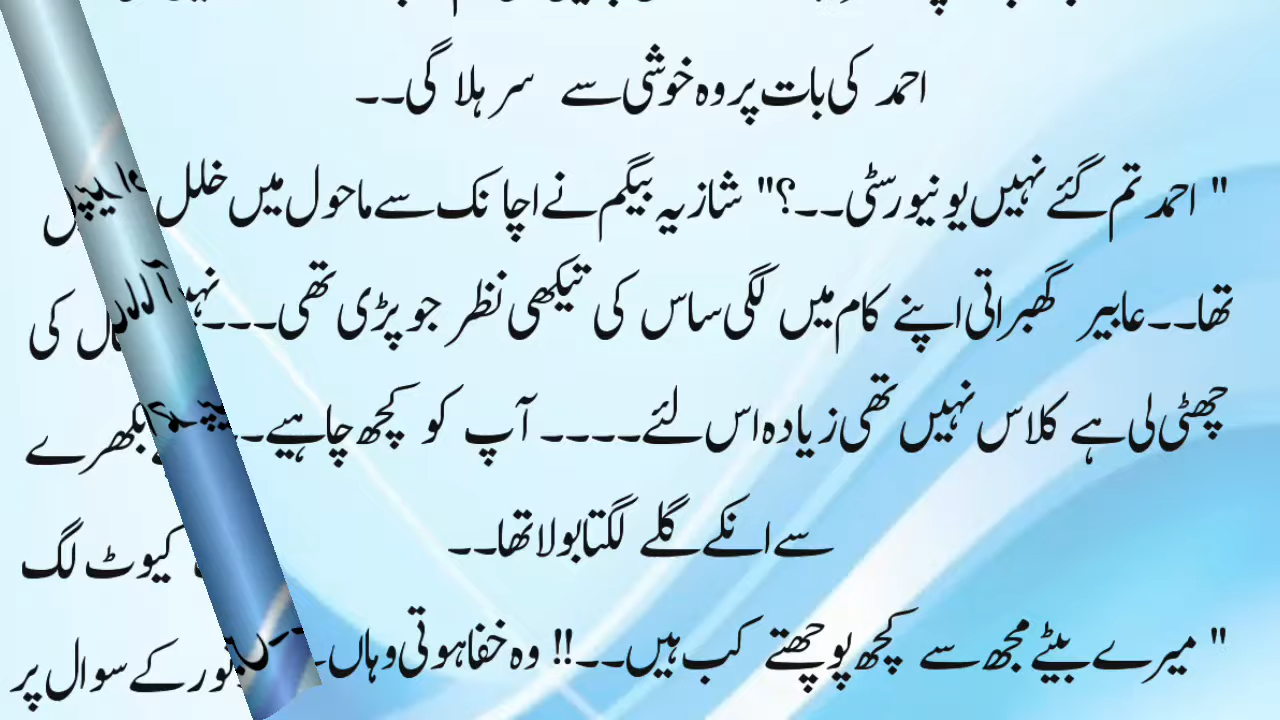 احمد کی بات پر وہ خوشی سے سر ہلا گی۔۔
" احمد تم گئے نہیں یونیورسٹی۔۔؟" شازیہ بیگم نے اچانک سے ماحول میں خلل
تھا۔۔عابیر گھبراتی اپنے کام میں لگی ساس کی تیکھی نظر جو پڑی تھی۔۔۔
چھٹی لی ہے کلاس نہیں تھی زیادہ اس لئے۔۔۔۔ آپ کو کچھ چاہیے۔۔
سے انکے گلے لگتا بولا تھا۔۔
" میرے بیٹے مجھ سے کچھ پوچھتے کب ہیں۔۔!! وہ خفا ہوتی وہاں
کی
بکھرے
کیوٹ لگ
کے سوال پر